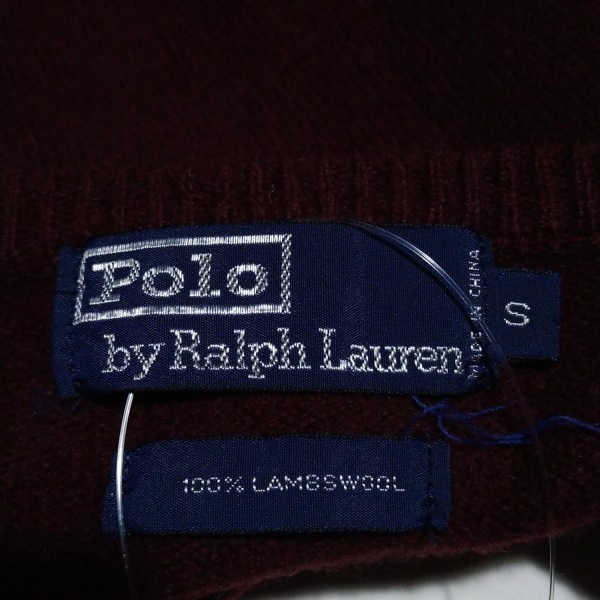 Polo
by Ralph Lauren
MADE IN CHINA
S
100% LAMBSWOOL